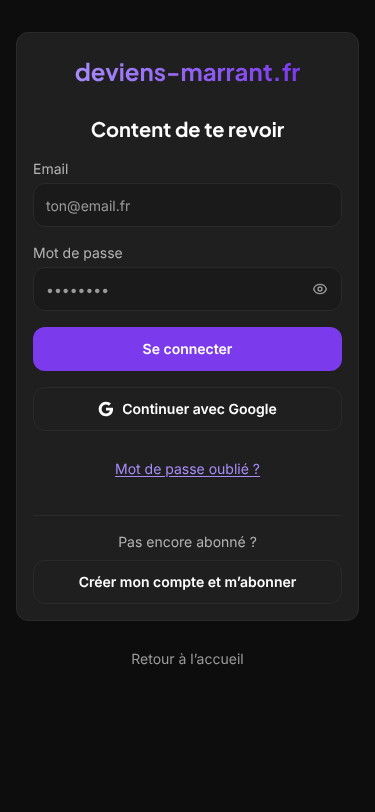 deviens-marrant.fr
Content de te revoir
Email
ton@email.fr
Mot de passe
••••••••
Se connecter
Continuer avec Google
Mot de passe oublié ?
Pas encore abonné ?
Créer mon compte et m’abonner
Retour à l’accueil